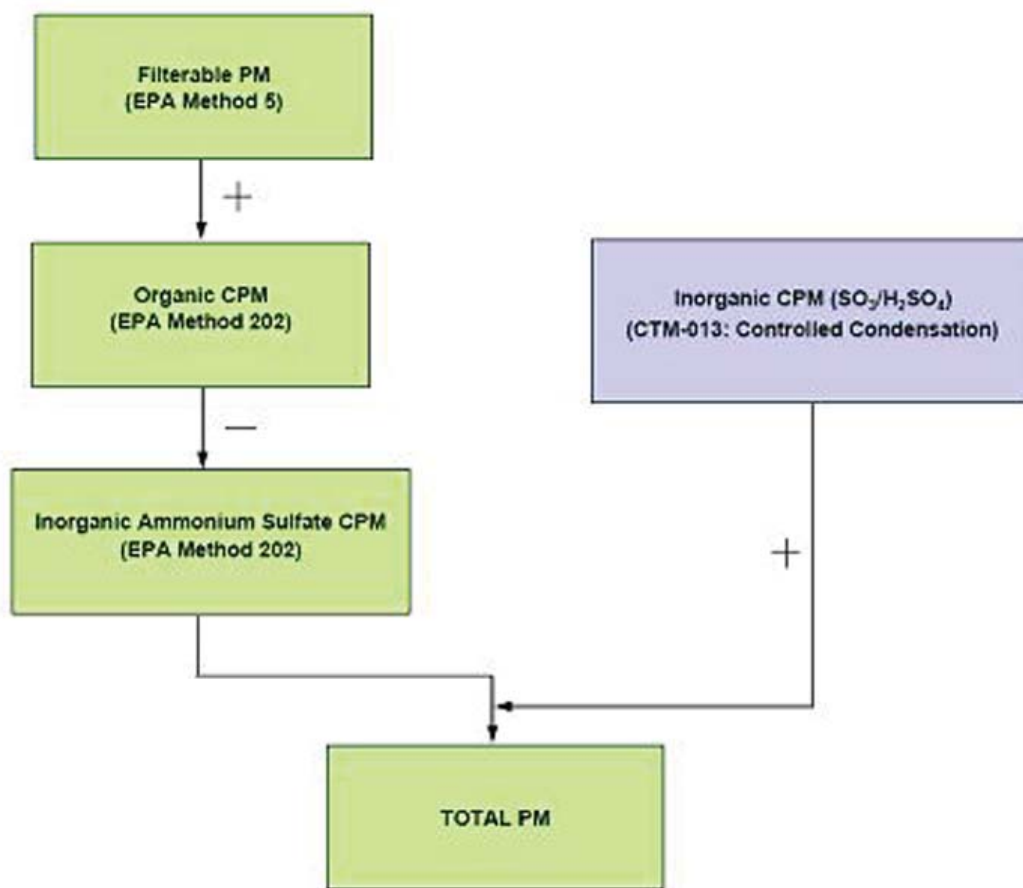 Filterable PM
(EPA Method 5)
+
Organic CPM
(EPA Method 202)
—
Inorganic Ammonium Sulfate CPM
(EPA Method 202)
Inorganic CPM (SO₃/H₂SO₄)
(CTM-013: Controlled Condensation)
+
TOTAL PM